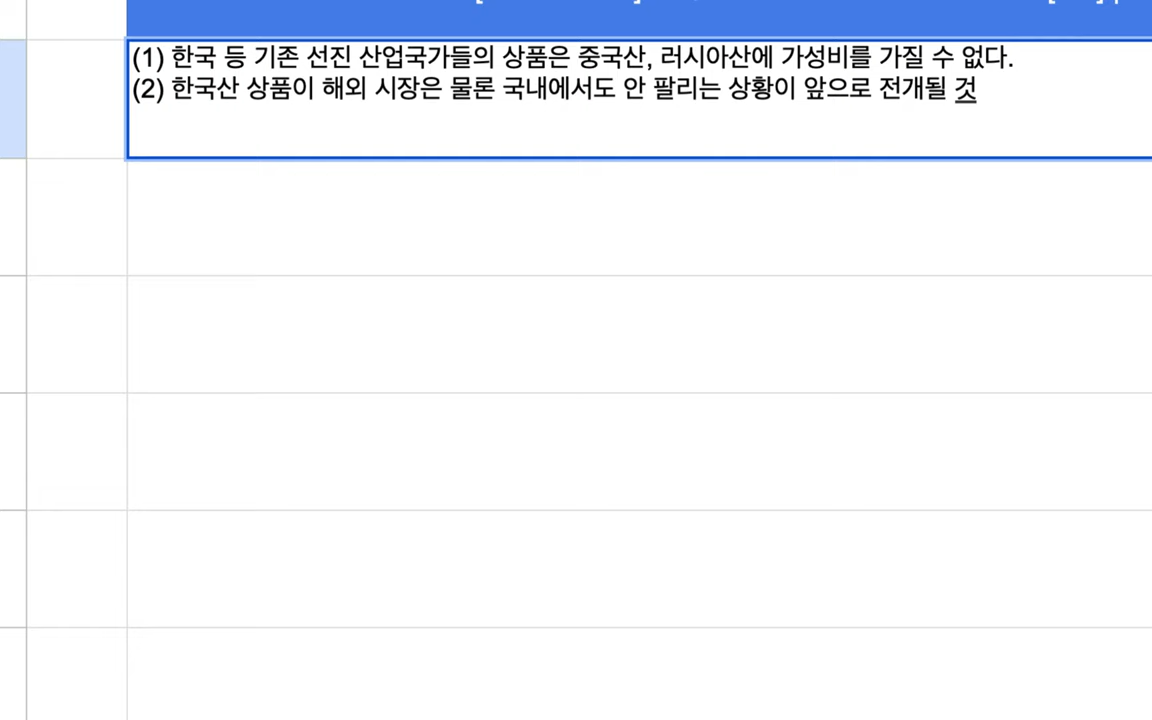 (1) 한국 등 기존 선진 산업국가들의 상품은 중국산, 러시아산에 가성비를 가질 수 없다.
(2) 한국산 상품이 해외 시장은 물론 국내에서도 안 팔리는 상황이 앞으로 전개될 것